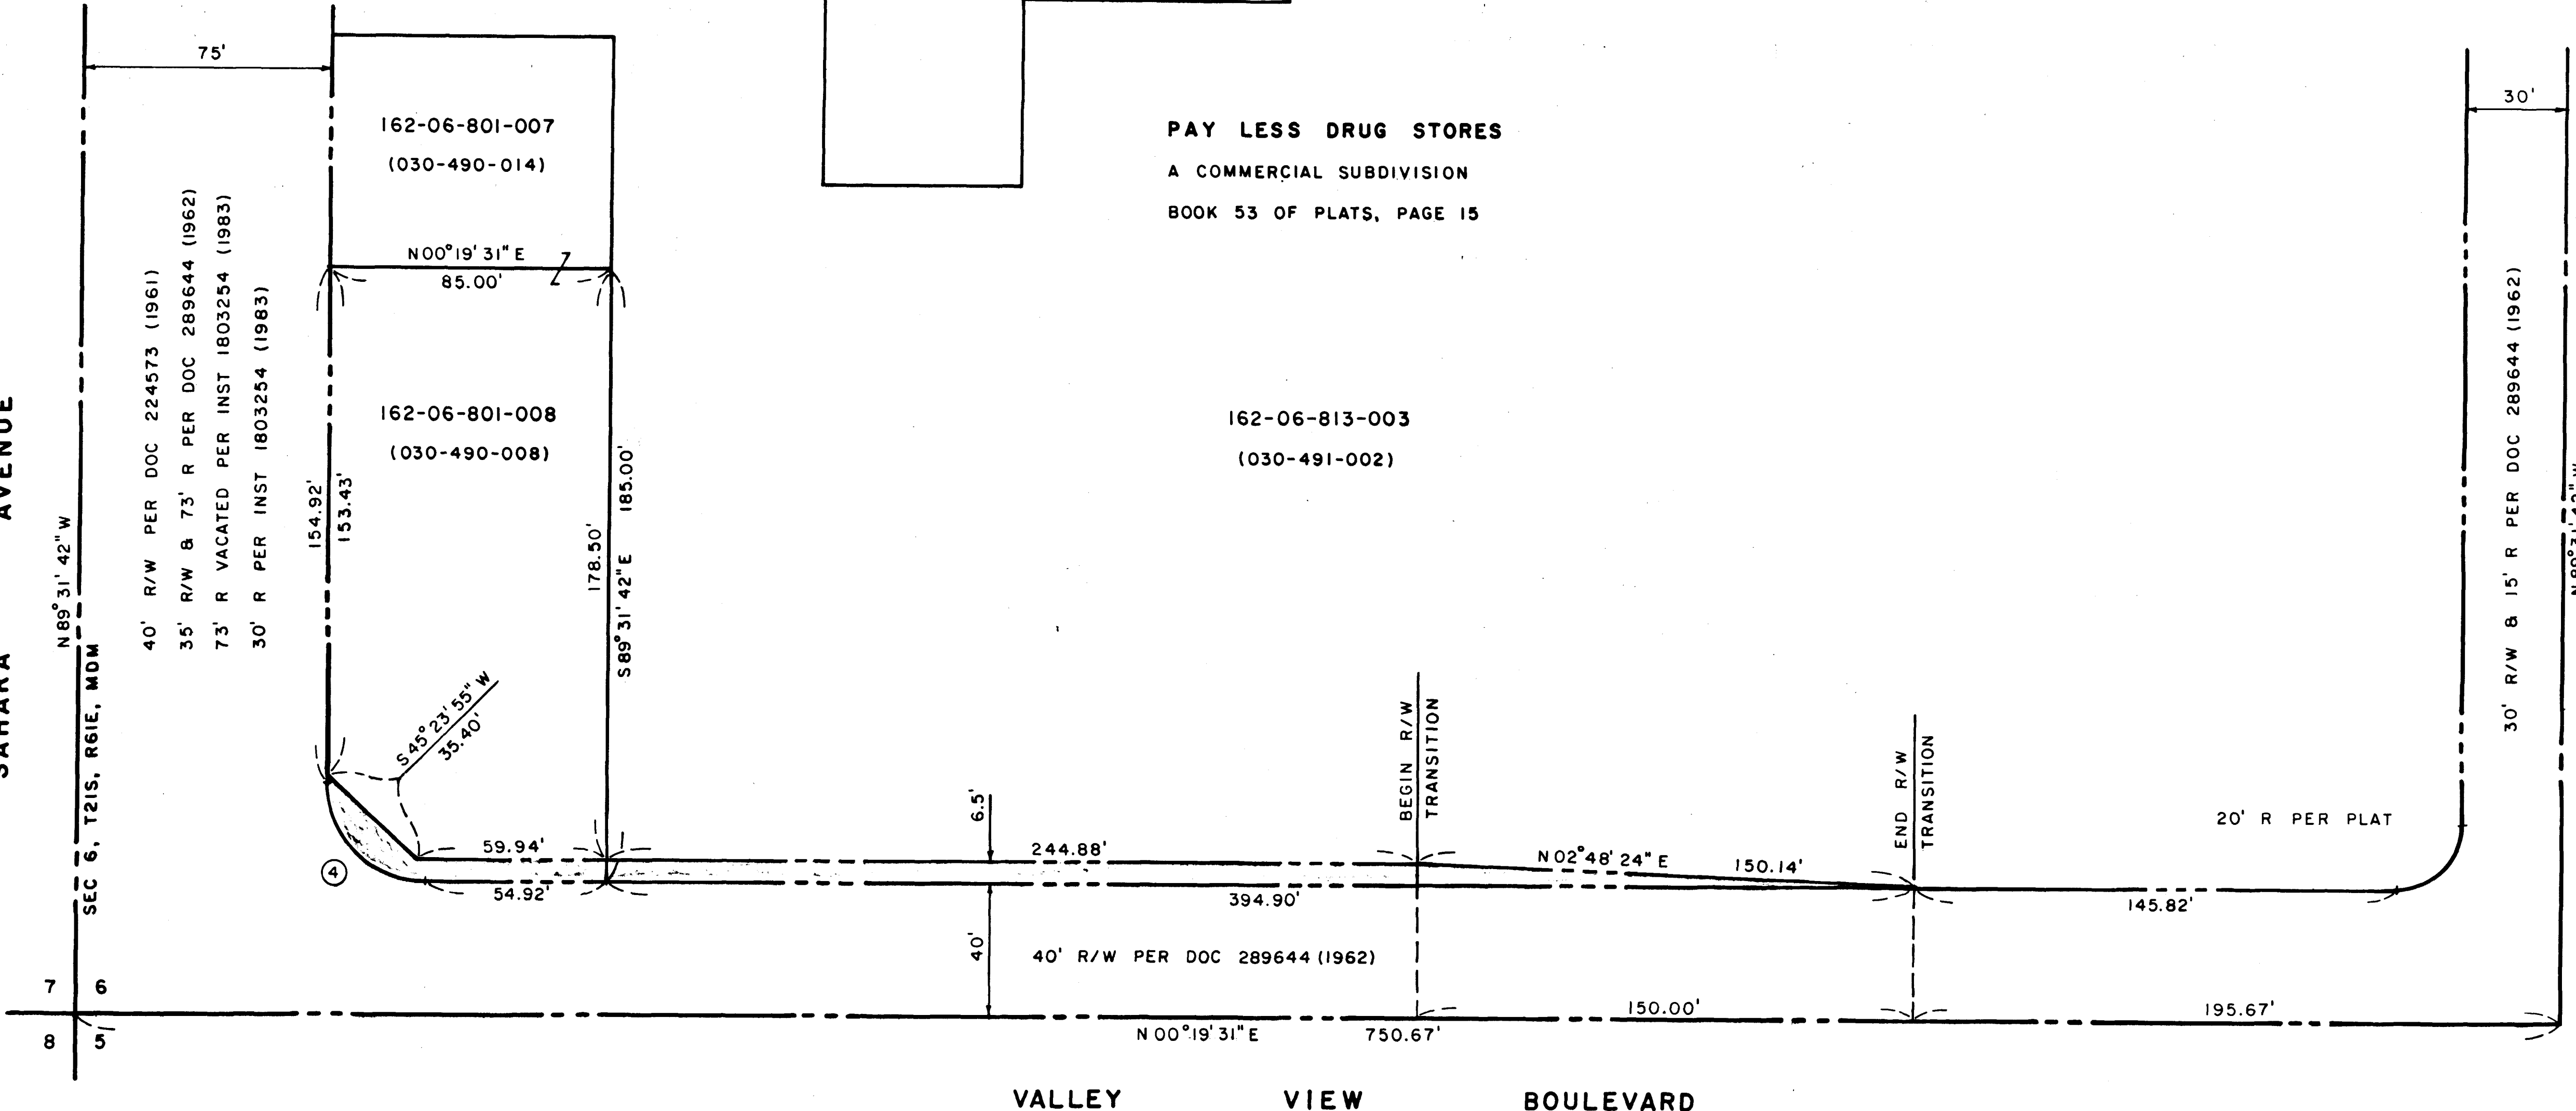 75'
30'
162-06-801-007
(030-490-014)
PAY LESS DRUG STORES
A COMMERCIAL SUBDIVISION
BOOK 53 OF PLATS, PAGE 15
N00°19'31"E
85.00'
40' R/W PER DOC 224573 (1961)
35' R/W & 73' R PER DOC 289644 (1962)
73' R VACATED PER INST 1803254 (1983)
30' R PER INST 1803254 (1983)
162-06-801-008
(030-490-008)
162-06-813-003
(030-491-002)
154.92'
153.43'
178.50'
S89°31'42"E 185.00'
30' R/W & 15' R PER DOC 289644 (1962)
N89°31'42"W
SAHARA AVENUE
N89°31'42"W
SEC 6, T21S, R61E, MDM
S45°23'55"W
35.40'
BEGIN R/W
TRANSITION
END R/W
TRANSITION
6.5'
20' R PER PLAT
59.94'
244.88'
N02°48'24"E
150.14'
4
54.92'
394.90'
145.82'
40'
40' R/W PER DOC 289644 (1962)
7 6
8 5
150.00'
195.67'
N00°19'31"E
750.67'
VALLEY VIEW BOULEVARD